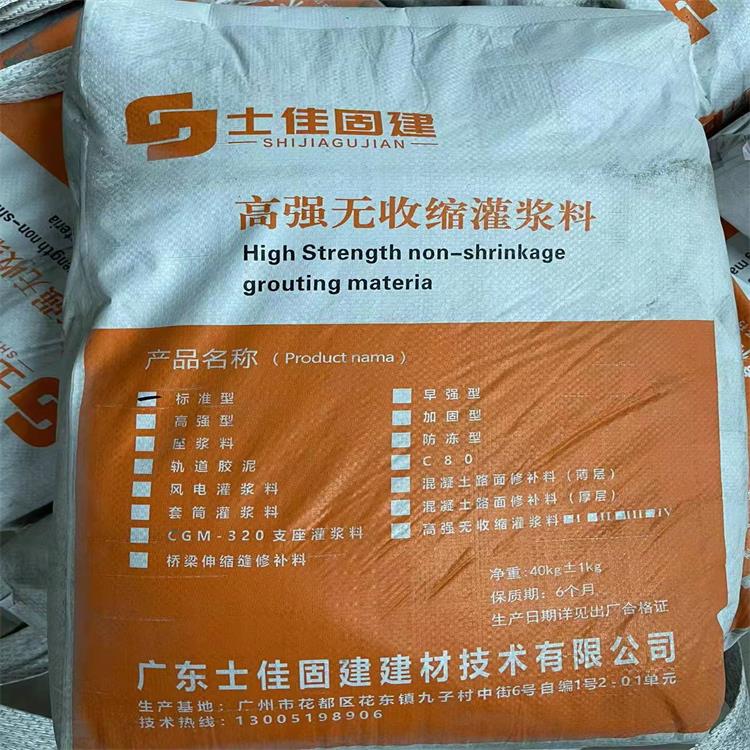 士佳固建
SHIJIAGUJIAN
高强无收缩灌浆料
High Strength non-shrinkage
grouting materia
产品名称 (Product nama)
标准型
高强型
座浆料
轨道胶泥
风电灌浆料
套筒灌浆料
CGM-320支座灌浆料
桥梁伸缩缝修补料
早强型
加固型
防冻型
C80
混凝土路面修补料(薄层)
混凝土路面修补料(厚层)
高强无收缩灌浆料 I II III IV
净重:40kg±1kg
保质期:6个月
生产日期详见出厂合格证
广东士佳固建建材技术有限公司
生产基地:广州市花都区花东镇九子村中街6号自编1号2-01单元
技术热线:13005198906